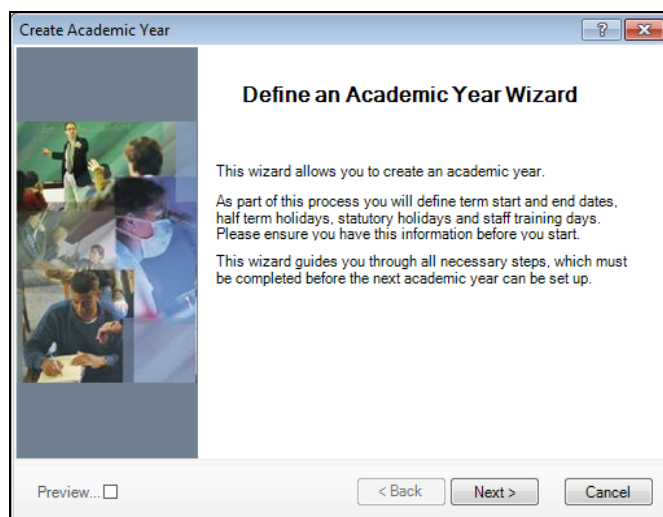 Create Academic Year
?
Define an Academic Year Wizard
This wizard allows you to create an academic year.
As part of this process you will define term start and end dates,
half term holidays, statutory holidays and staff training days.
Please ensure you have this information before you start.
This wizard guides you through all necessary steps, which must
be completed before the next academic year can be set up.
Preview...
< Back
Next >
Cancel